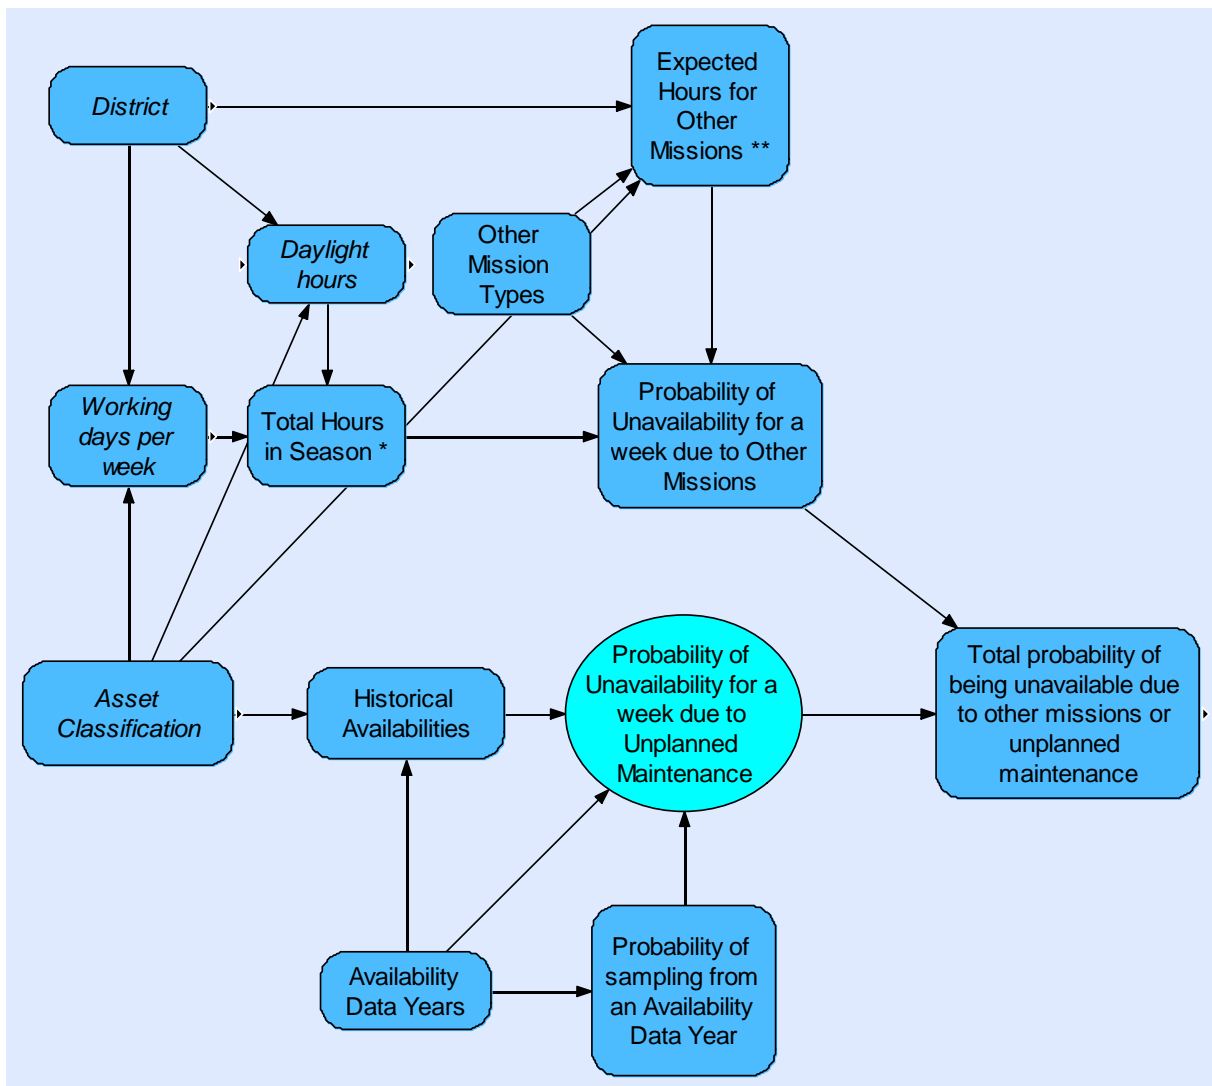 District
Expected
Hours for
Other
Missions **
Daylight
hours
Other
Mission
Types
Working
days per
week
Total Hours
in Season *
Probability of
Unavailability for a
week due to Other
Missions
Asset
Classification
Historical
Availabilities
Probability of
Unavailability for a
week due to
Unplanned
Maintenance
Total probability of
being unavailable due
to other missions or
unplanned
maintenance
Availability
Data Years
Probability of
sampling from
an Availability
Data Year